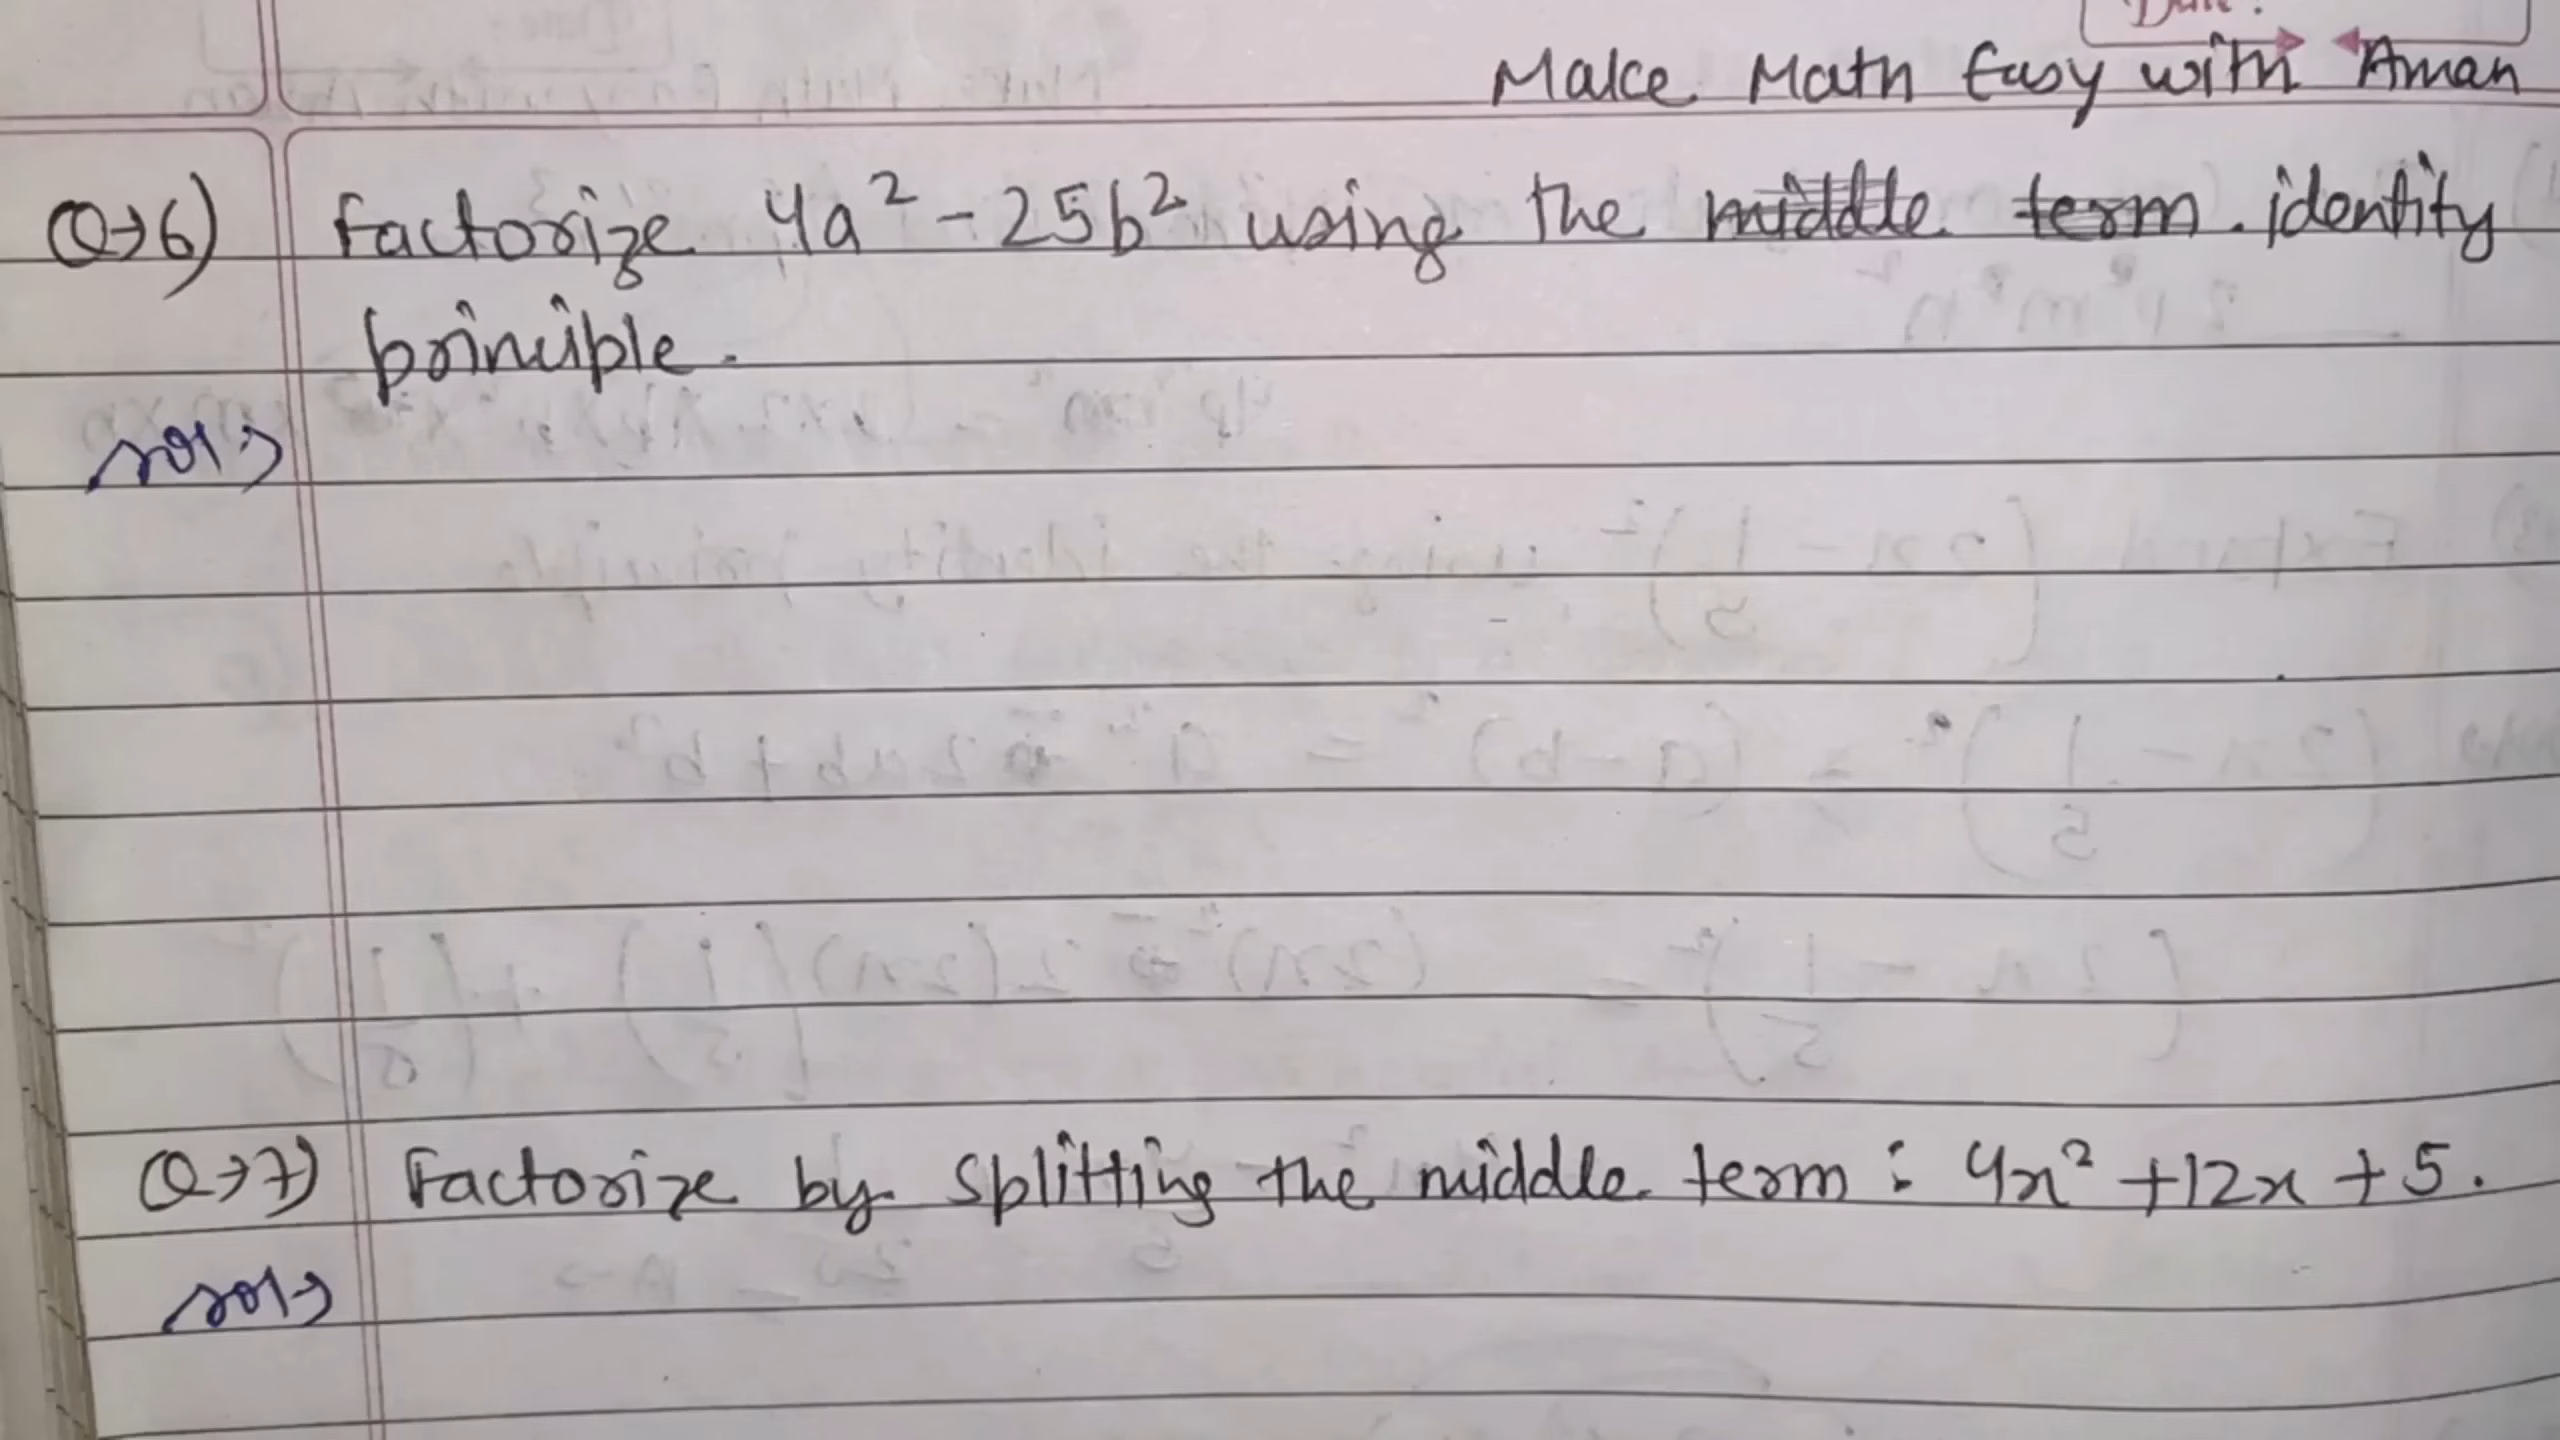 Date:
Make Math Easy with Aman
Q→6) Factorize 4a² - 25b² using the middle term. identity
principle.
sol→
Q→7) Factorize by splitting the middle term : 4x² +12x + 5.
sol→